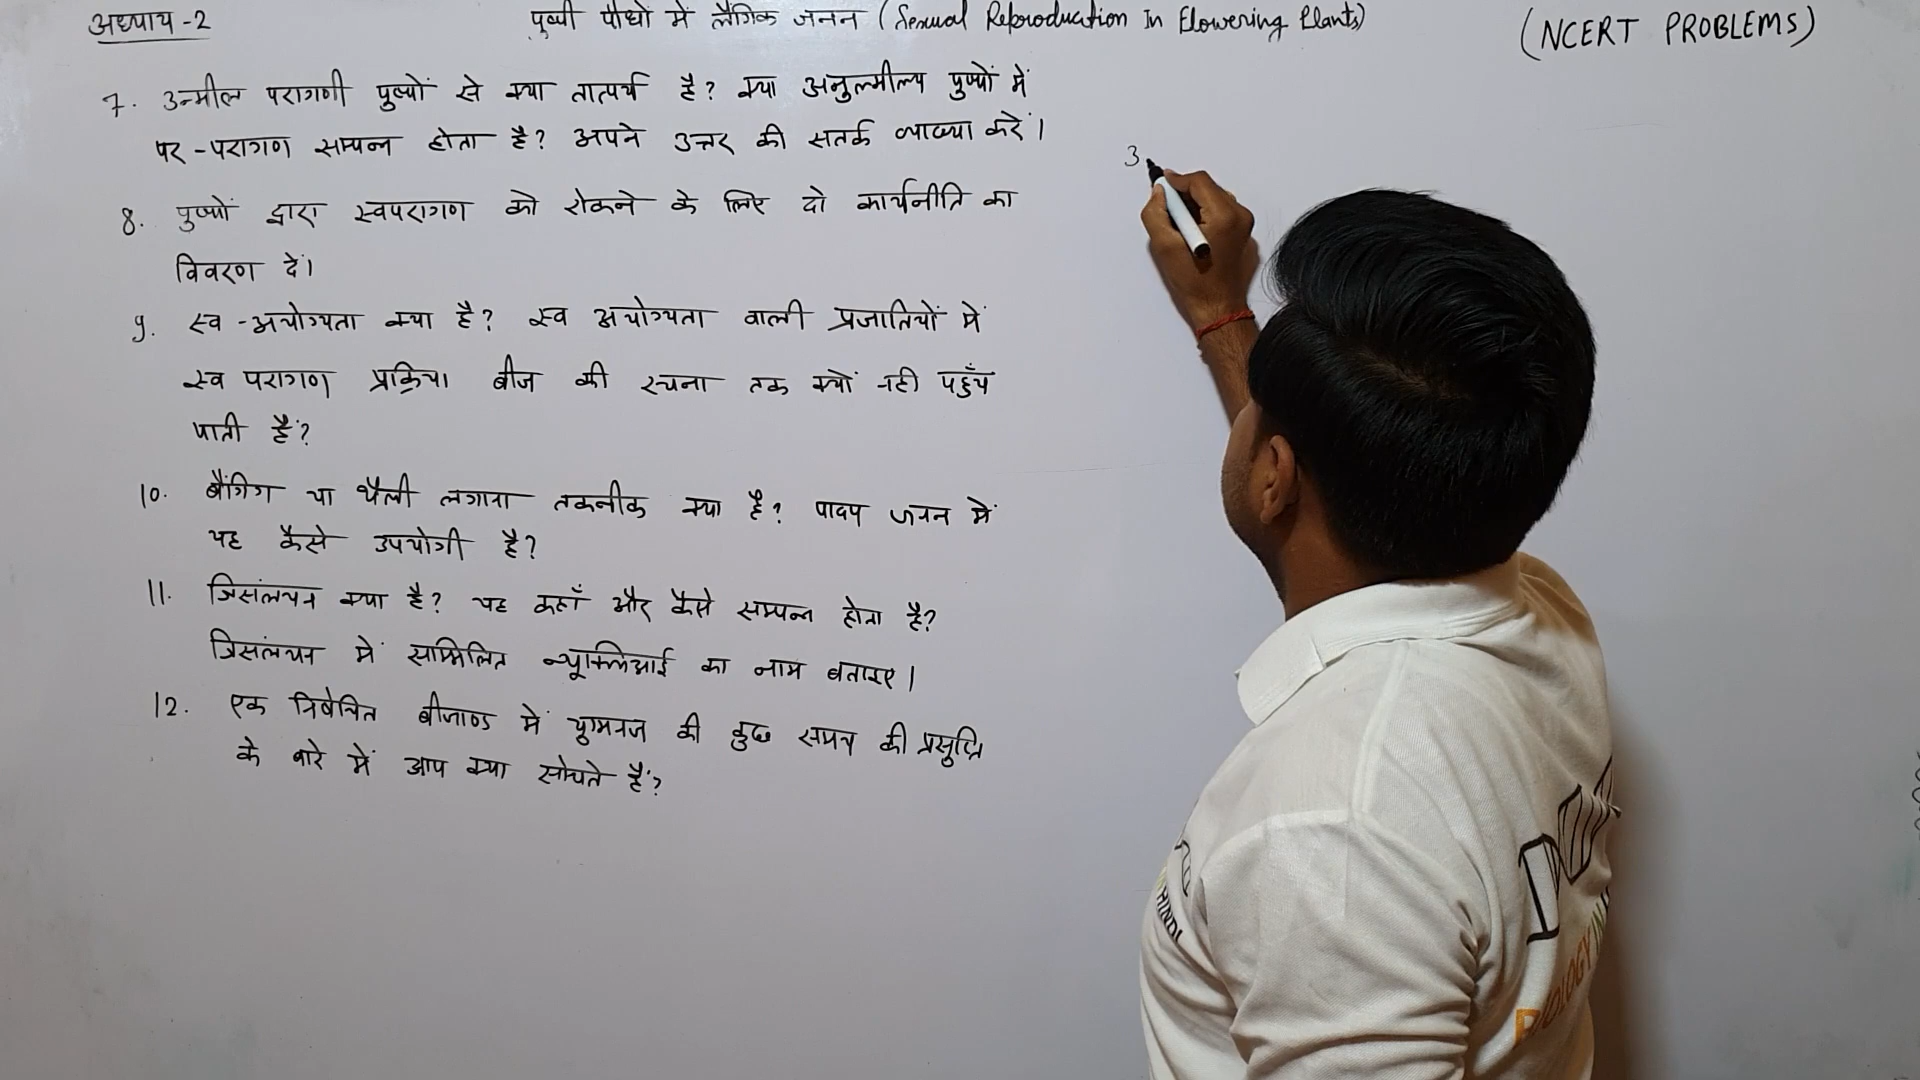 अध्याय -2
पुष्पी पौधों में लैंगिक जनन (Sexual Reproduction In Flowering Plants)
(NCERT PROBLEMS)
7. उन्मील परागणी पुष्पों से क्या तात्पर्य है? क्या अनुन्मील्य पुष्पों में
पर -परागण सम्पन्न होता है? अपने उत्तर की सतर्क व्याख्या करें।
8. पुष्पों द्वारा स्वपरागण को रोकने के लिए दो कार्यनीति का
विवरण दें।
9. स्व -अयोग्यता क्या है? स्व अयोग्यता वाली प्रजातियों में
स्व परागण प्रक्रिया बीज की रचना तक क्यों नही पहुँच
पाती हैं?
10. बैगिंग या थैली लगाना तकनीक क्या है? पादप जनन में
यह कैसे उपयोगी है?
11. त्रिसंलयन क्या है? यह कहाँ और कैसे सम्पन्न होता है?
त्रिसंलयन में सम्मिलित न्यूक्लिआई का नाम बताइए।
12. एक निषेचित बीजाण्ड में युग्मनज की कुछ समय की प्रसुप्ति
के बारे में आप क्या सोचते हैं?
3
HINDI
BIOLOGY